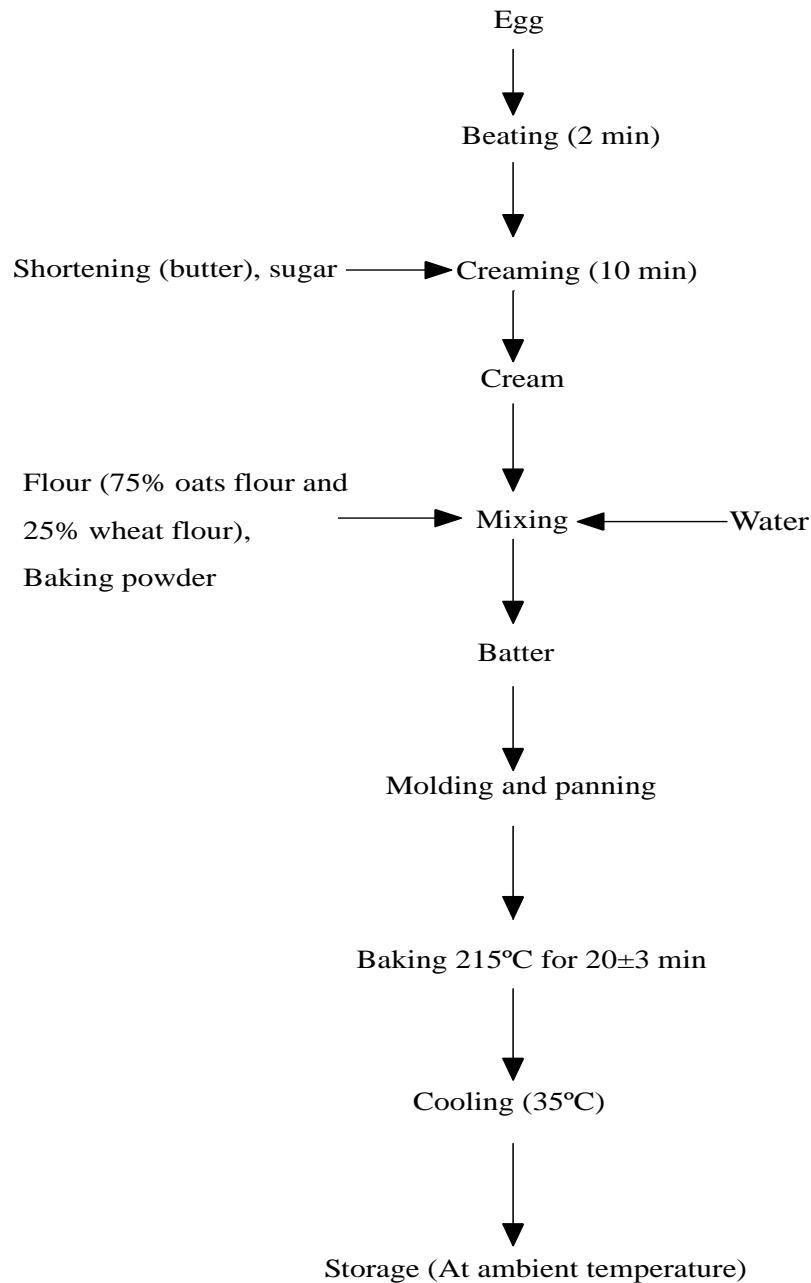 Egg
Beating (2 min)
Shortening (butter), sugar
Creaming (10 min)
Cream
Flour (75% oats flour and
25% wheat flour),
Baking powder
Mixing
Water
Batter
Molding and panning
Baking 215ºC for 20±3 min
Cooling (35ºC)
Storage (At ambient temperature)